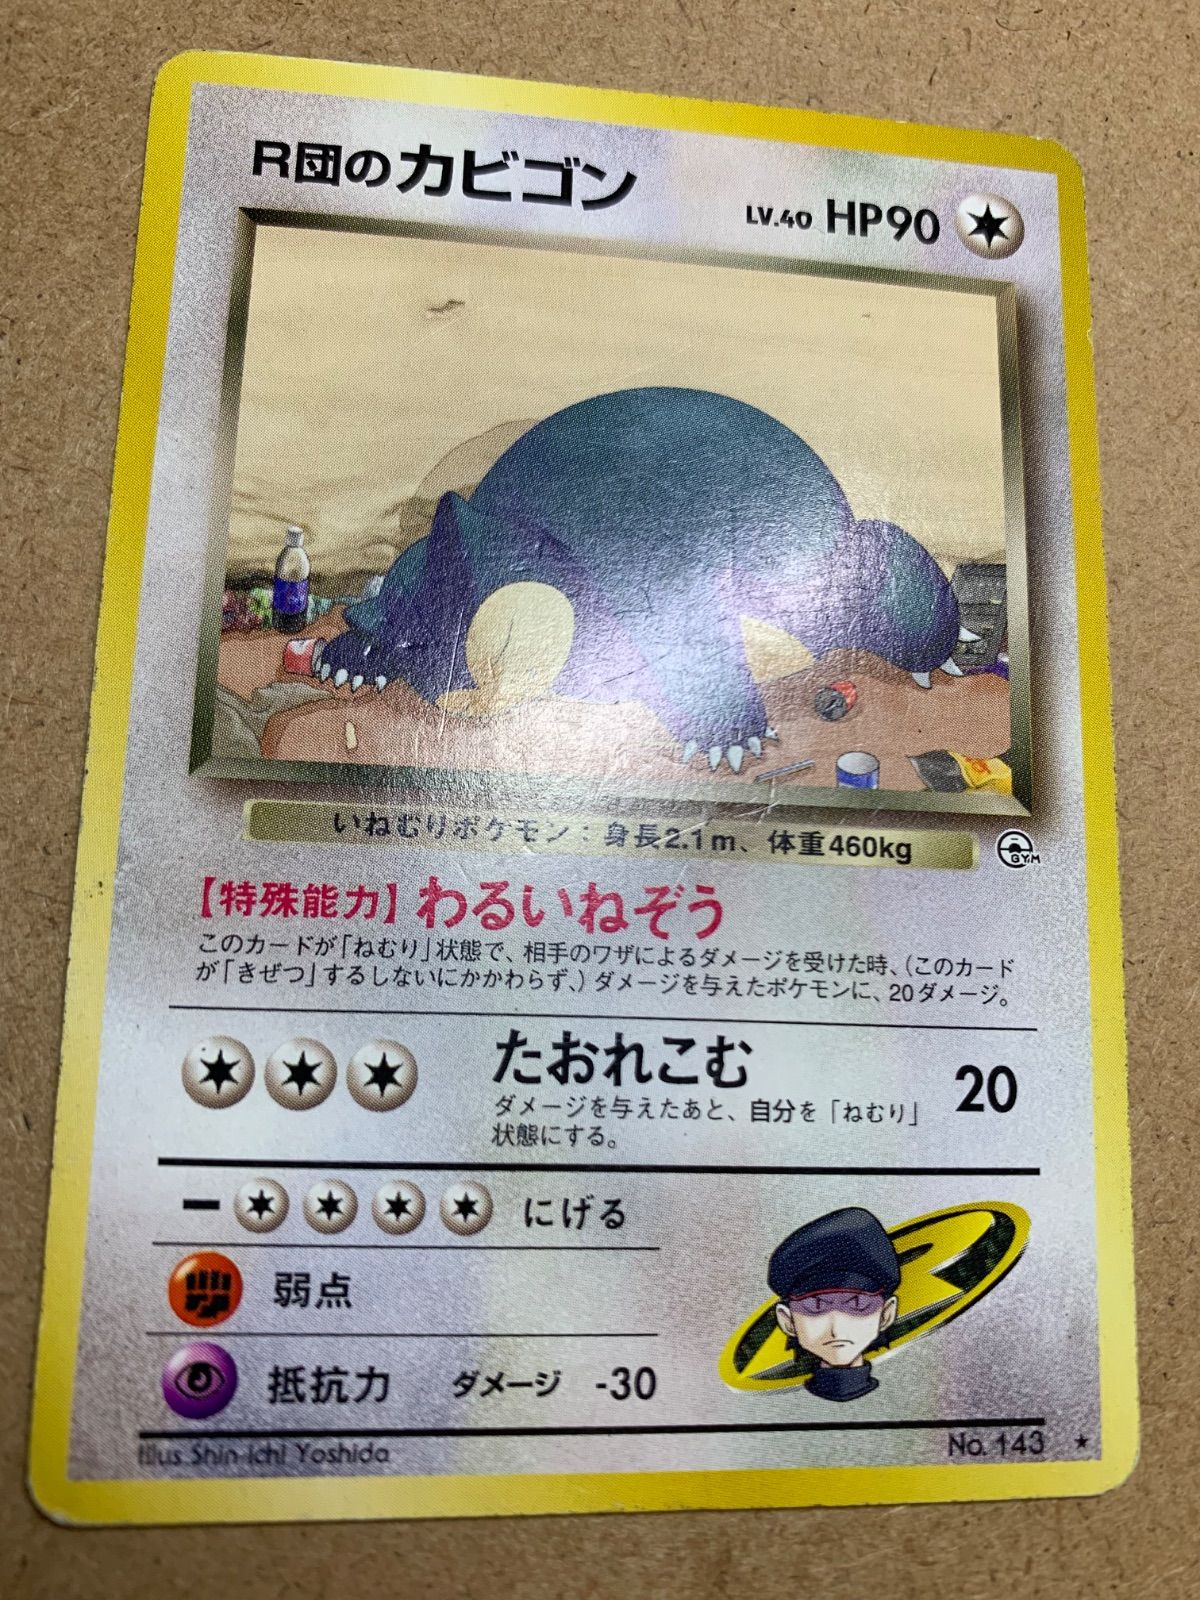 R団のカビゴン
LV.40 HP90
いねむりポケモン：身長2.1m、体重460kg
GYM
【特殊能力】わるいねぞう
このカードが「ねむり」状態で、相手のワザによるダメージを受けた時、（このカード
が「きぜつ」するしないにかかわらず、）ダメージを与えたポケモンに、20ダメージ。
たおれこむ 20
ダメージを与えたあと、自分を「ねむり」
状態にする。
にげる
弱点
抵抗力 ダメージ -30
R
Illus Shin-ichi Yoshida
No. 143 ★